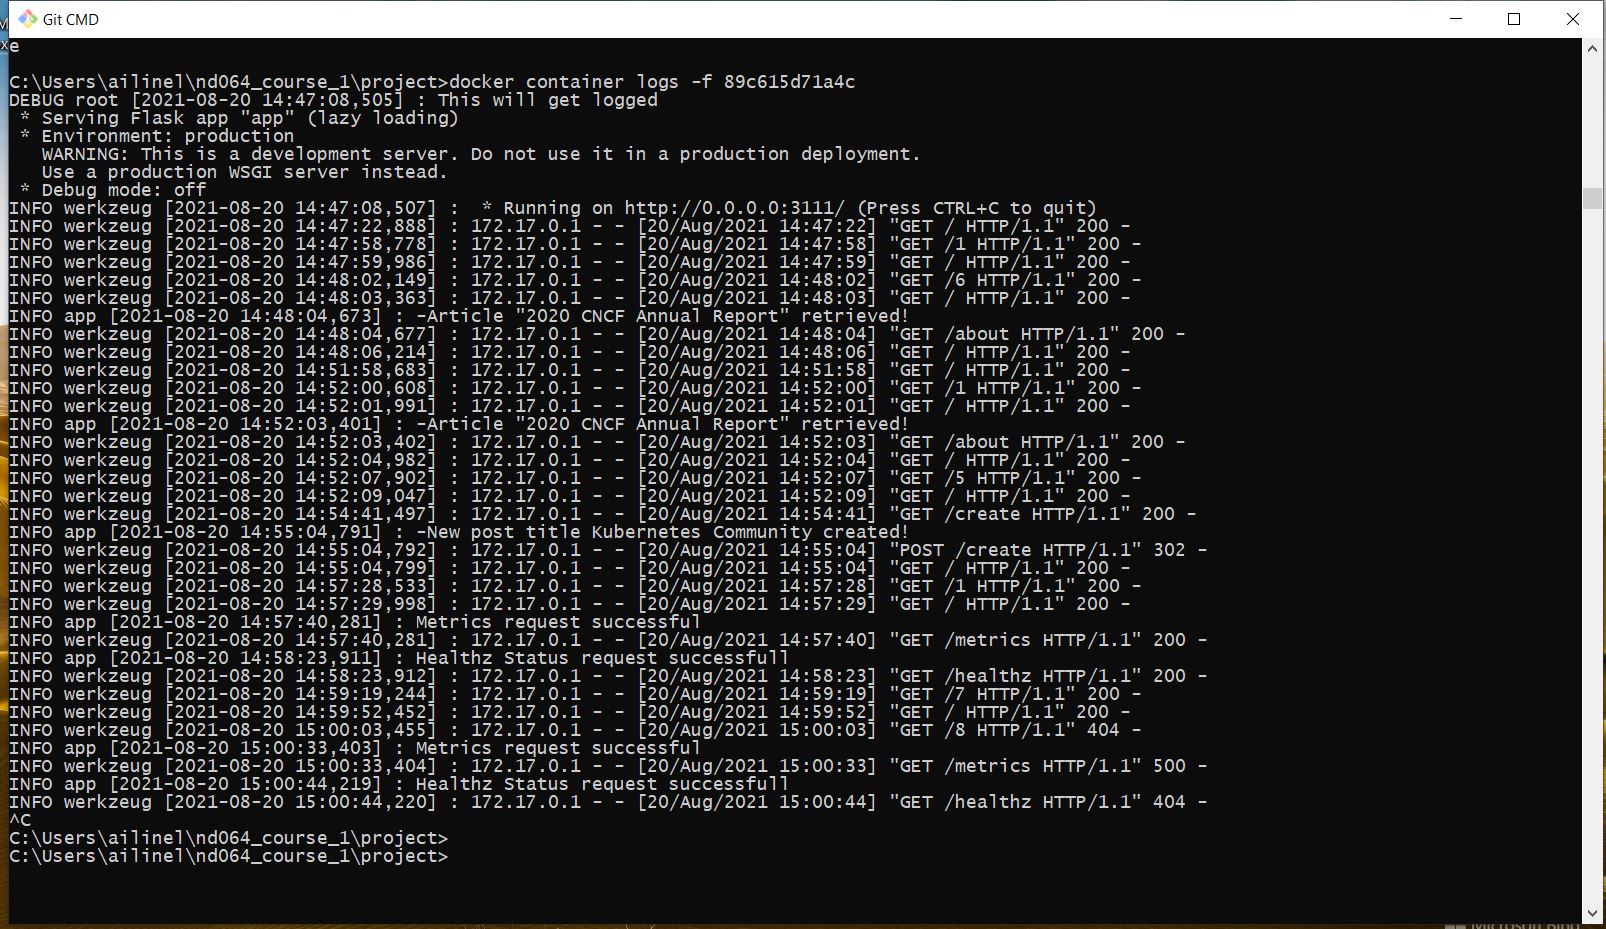 Git CMD
e
C:\Users\ailinel\nd064_course_1\project>docker container logs -f 89c615d71a4c
DEBUG root [2021-08-20 14:47:08,505] : This will get logged
 * Serving Flask app "app" (lazy loading)
 * Environment: production
   WARNING: This is a development server. Do not use it in a production deployment.
   Use a production WSGI server instead.
 * Debug mode: off
INFO werkzeug [2021-08-20 14:47:08,507] :  * Running on http://0.0.0.0:3111/ (Press CTRL+C to quit)
INFO werkzeug [2021-08-20 14:47:22,888] : 172.17.0.1 - - [20/Aug/2021 14:47:22] "GET / HTTP/1.1" 200 -
INFO werkzeug [2021-08-20 14:47:58,778] : 172.17.0.1 - - [20/Aug/2021 14:47:58] "GET /1 HTTP/1.1" 200 -
INFO werkzeug [2021-08-20 14:47:59,986] : 172.17.0.1 - - [20/Aug/2021 14:47:59] "GET / HTTP/1.1" 200 -
INFO werkzeug [2021-08-20 14:48:02,149] : 172.17.0.1 - - [20/Aug/2021 14:48:02] "GET /6 HTTP/1.1" 200 -
INFO werkzeug [2021-08-20 14:48:03,363] : 172.17.0.1 - - [20/Aug/2021 14:48:03] "GET / HTTP/1.1" 200 -
INFO app [2021-08-20 14:48:04,673] : -Article "2020 CNCF Annual Report" retrieved!
INFO werkzeug [2021-08-20 14:48:04,677] : 172.17.0.1 - - [20/Aug/2021 14:48:04] "GET /about HTTP/1.1" 200 -
INFO werkzeug [2021-08-20 14:48:06,214] : 172.17.0.1 - - [20/Aug/2021 14:48:06] "GET / HTTP/1.1" 200 -
INFO werkzeug [2021-08-20 14:51:58,683] : 172.17.0.1 - - [20/Aug/2021 14:51:58] "GET / HTTP/1.1" 200 -
INFO werkzeug [2021-08-20 14:52:00,608] : 172.17.0.1 - - [20/Aug/2021 14:52:00] "GET /1 HTTP/1.1" 200 -
INFO werkzeug [2021-08-20 14:52:01,991] : 172.17.0.1 - - [20/Aug/2021 14:52:01] "GET / HTTP/1.1" 200 -
INFO app [2021-08-20 14:52:03,401] : -Article "2020 CNCF Annual Report" retrieved!
INFO werkzeug [2021-08-20 14:52:03,402] : 172.17.0.1 - - [20/Aug/2021 14:52:03] "GET /about HTTP/1.1" 200 -
INFO werkzeug [2021-08-20 14:52:04,982] : 172.17.0.1 - - [20/Aug/2021 14:52:04] "GET / HTTP/1.1" 200 -
INFO werkzeug [2021-08-20 14:52:07,902] : 172.17.0.1 - - [20/Aug/2021 14:52:07] "GET /5 HTTP/1.1" 200 -
INFO werkzeug [2021-08-20 14:52:09,047] : 172.17.0.1 - - [20/Aug/2021 14:52:09] "GET / HTTP/1.1" 200 -
INFO werkzeug [2021-08-20 14:54:41,497] : 172.17.0.1 - - [20/Aug/2021 14:54:41] "GET /create HTTP/1.1" 200 -
INFO app [2021-08-20 14:55:04,791] : -New post title Kubernetes Community created!
INFO werkzeug [2021-08-20 14:55:04,792] : 172.17.0.1 - - [20/Aug/2021 14:55:04] "POST /create HTTP/1.1" 302 -
INFO werkzeug [2021-08-20 14:55:04,799] : 172.17.0.1 - - [20/Aug/2021 14:55:04] "GET / HTTP/1.1" 200 -
INFO werkzeug [2021-08-20 14:57:28,533] : 172.17.0.1 - - [20/Aug/2021 14:57:28] "GET /1 HTTP/1.1" 200 -
INFO werkzeug [2021-08-20 14:57:29,998] : 172.17.0.1 - - [20/Aug/2021 14:57:29] "GET / HTTP/1.1" 200 -
INFO app [2021-08-20 14:57:40,281] : Metrics request successful
INFO werkzeug [2021-08-20 14:57:40,281] : 172.17.0.1 - - [20/Aug/2021 14:57:40] "GET /metrics HTTP/1.1" 200 -
INFO app [2021-08-20 14:58:23,911] : Healthz Status request successfull
INFO werkzeug [2021-08-20 14:58:23,912] : 172.17.0.1 - - [20/Aug/2021 14:58:23] "GET /healthz HTTP/1.1" 200 -
INFO werkzeug [2021-08-20 14:59:19,244] : 172.17.0.1 - - [20/Aug/2021 14:59:19] "GET /7 HTTP/1.1" 200 -
INFO werkzeug [2021-08-20 14:59:52,452] : 172.17.0.1 - - [20/Aug/2021 14:59:52] "GET / HTTP/1.1" 200 -
INFO werkzeug [2021-08-20 15:00:03,455] : 172.17.0.1 - - [20/Aug/2021 15:00:03] "GET /8 HTTP/1.1" 404 -
INFO app [2021-08-20 15:00:33,403] : Metrics request successful
INFO werkzeug [2021-08-20 15:00:33,404] : 172.17.0.1 - - [20/Aug/2021 15:00:33] "GET /metrics HTTP/1.1" 500 -
INFO app [2021-08-20 15:00:44,219] : Healthz Status request successfull
INFO werkzeug [2021-08-20 15:00:44,220] : 172.17.0.1 - - [20/Aug/2021 15:00:44] "GET /healthz HTTP/1.1" 404 -
^C
C:\Users\ailinel\nd064_course_1\project>
C:\Users\ailinel\nd064_course_1\project>